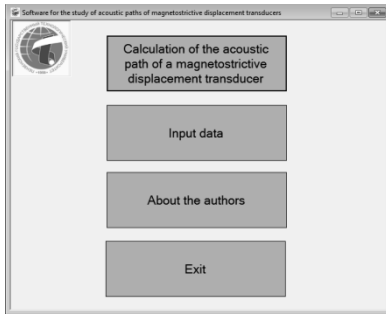 Software for the study of acoustic paths of magnetostrictive displacement transducers
Calculation of the acoustic
path of a magnetostrictive
displacement transducer
Input data
About the authors
Exit